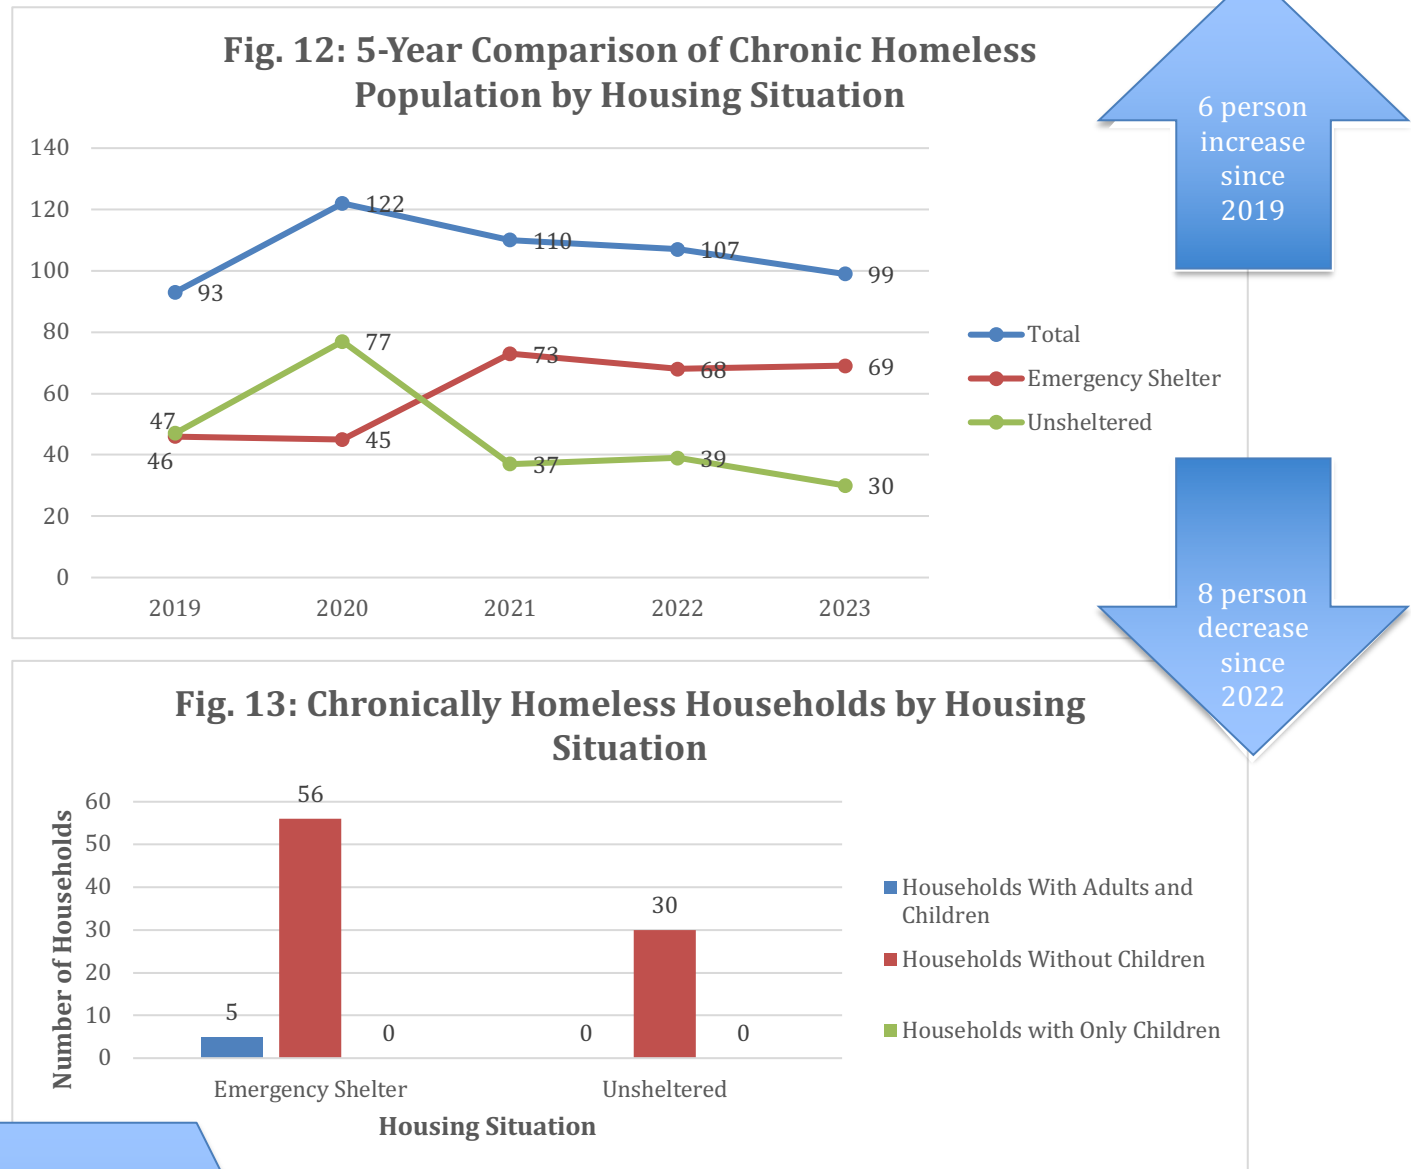 Fig. 12: 5-Year Comparison of Chronic Homeless
Population by Housing Situation
140
120
100
80
60
40
20
0
93
122
110
107
99
47
77
73
68
69
46
45
37
39
30
2019
2020
2021
2022
2023
Total
Emergency Shelter
Unsheltered
6 person
increase
since
2019
8 person
decrease
since
2022
Fig. 13: Chronically Homeless Households by Housing
Situation
Number of Households
60
50
40
30
20
10
0
5
56
0
0
30
0
Emergency Shelter
Unsheltered
Housing Situation
Households With Adults and
Children
Households Without Children
Households with Only Children